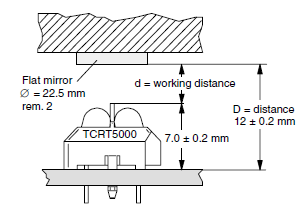 Flat mirror
Ø = 22.5 mm
rem. 2
d = working distance
D = distance
12 ± 0.2 mm
TCRT5000
7.0 ± 0.2 mm